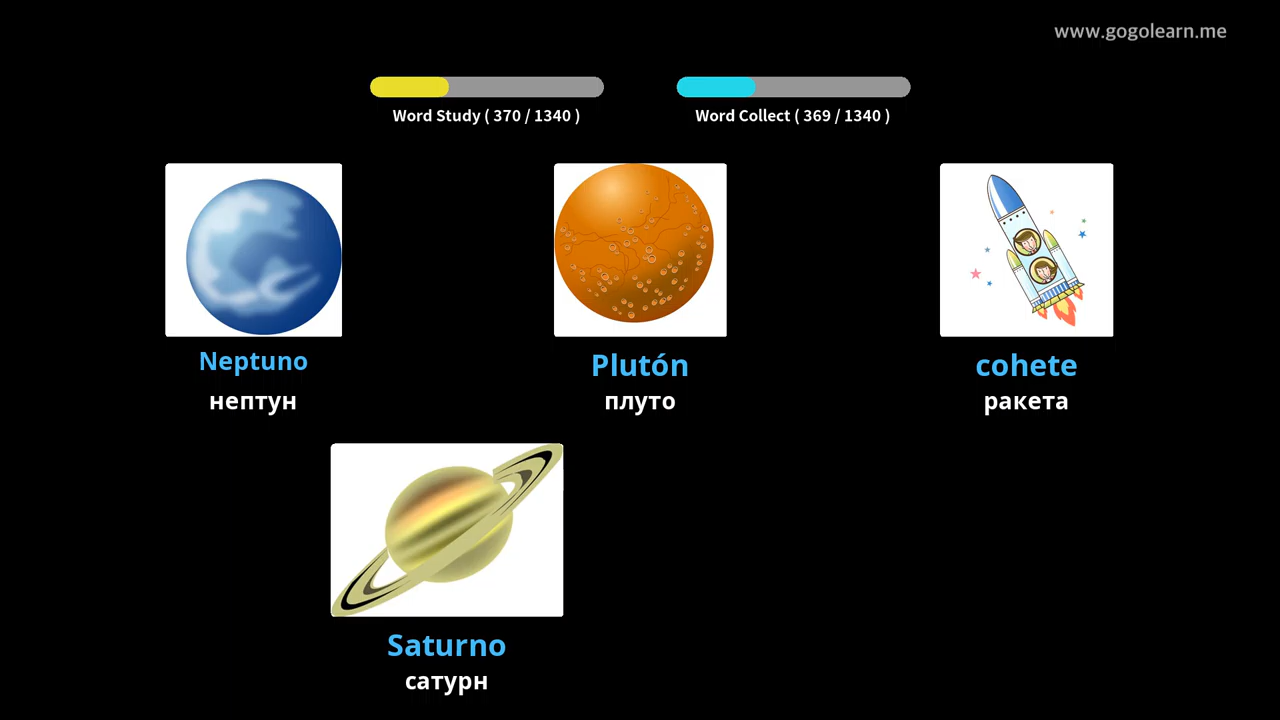 www.gogolearn.me
Word Study ( 370 / 1340 )
Word Collect ( 369 / 1340 )
Neptuno
нептун
Plutón
плуто
cohete
ракета
Saturno
сатурн